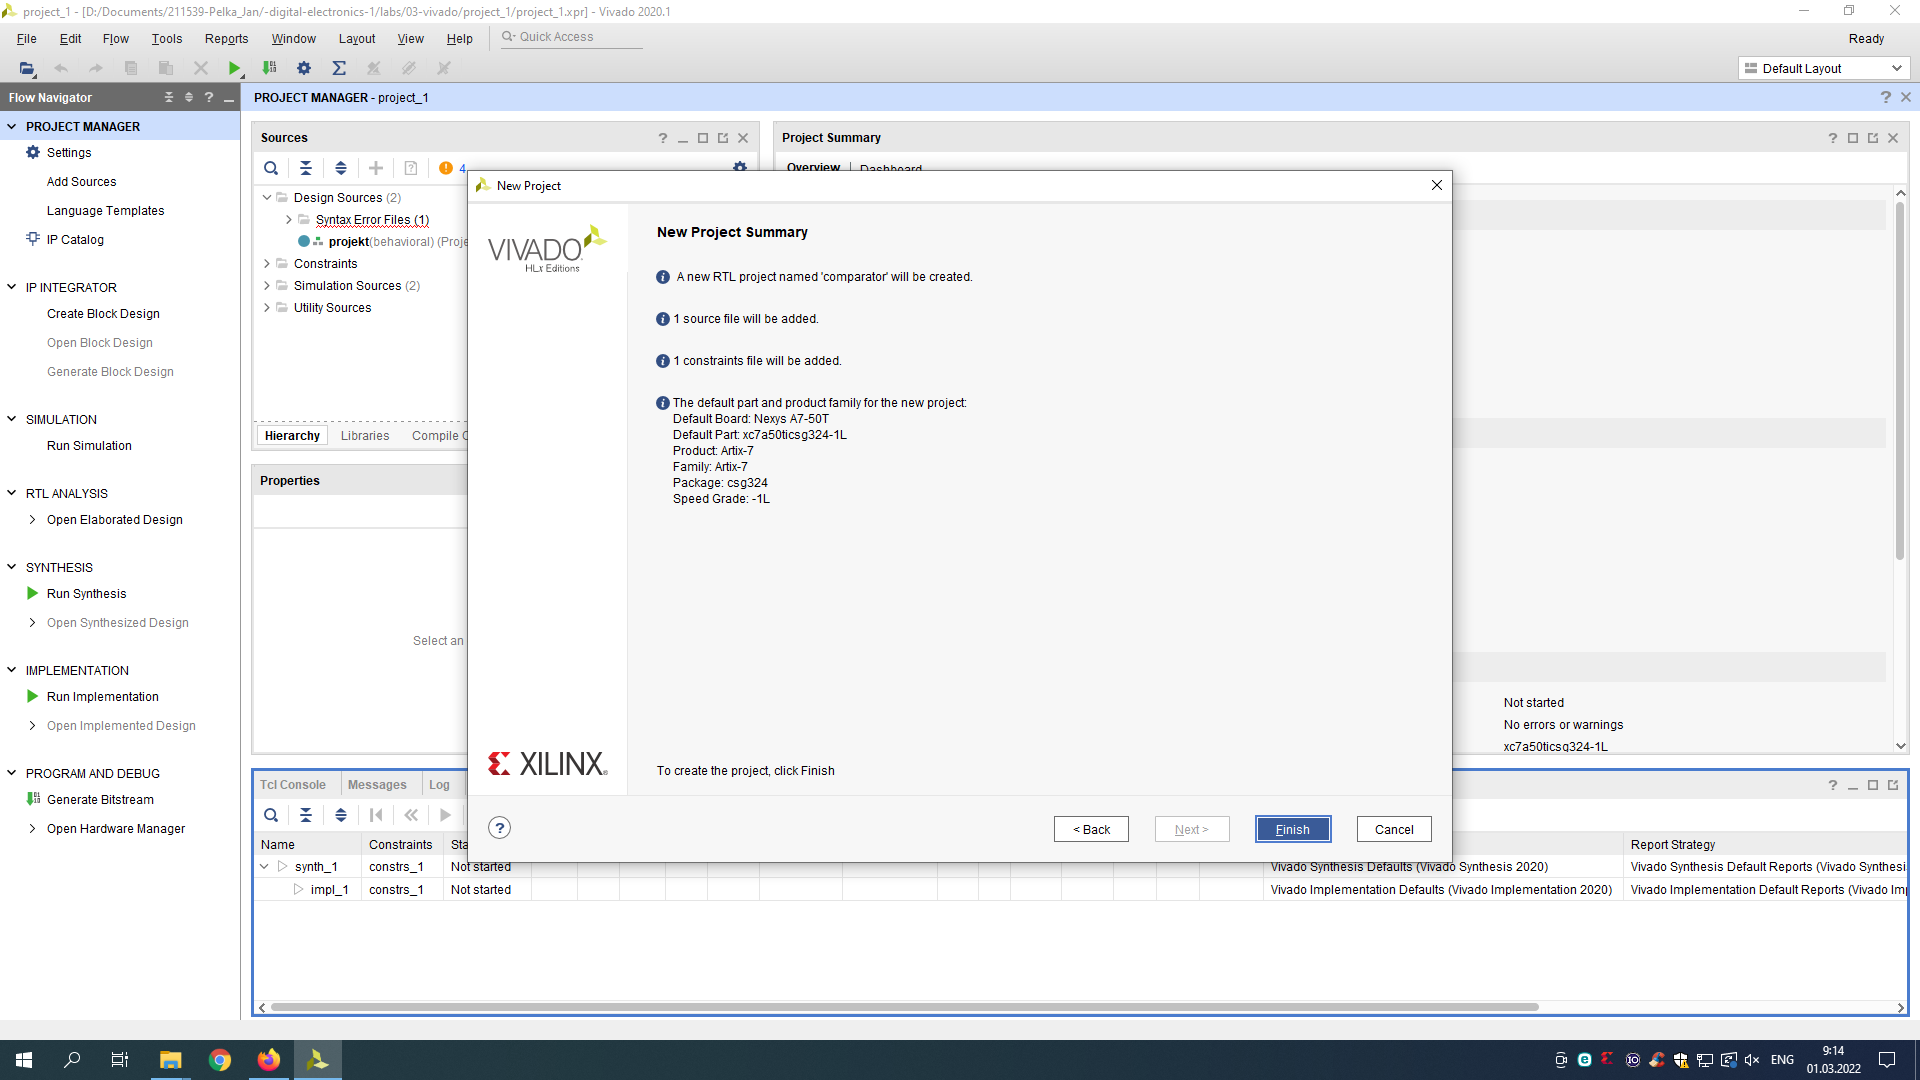 project_1 - [D:/Documents/211539-Pelka_Jan/-digital-electronics-1/labs/03-vivado/project_1/project_1.xpr] - Vivado 2020.1
File Edit Flow Tools Reports Window Layout View Help Quick Access Ready
Default Layout
Flow Navigator
PROJECT MANAGER
Settings
Add Sources
Language Templates
IP Catalog
IP INTEGRATOR
Create Block Design
Open Block Design
Generate Block Design
SIMULATION
Run Simulation
RTL ANALYSIS
Open Elaborated Design
SYNTHESIS
Run Synthesis
Open Synthesized Design
IMPLEMENTATION
Run Implementation
Open Implemented Design
PROGRAM AND DEBUG
Generate Bitstream
Open Hardware Manager
PROJECT MANAGER - project_1
Sources
4
Design Sources (2)
Syntax Error Files (1)
projekt(behavioral) (Proje
Constraints
Simulation Sources (2)
Utility Sources
Hierarchy Libraries Compile
Properties
Select an
Project Summary
Overview Dashboard
Not started
No errors or warnings
xc7a50ticsg324-1L
New Project
VIVADO
HLx Editions
XILINX
New Project Summary
A new RTL project named 'comparator' will be created.
1 source file will be added.
1 constraints file will be added.
The default part and product family for the new project:
Default Board: Nexys A7-50T
Default Part: xc7a50ticsg324-1L
Product: Artix-7
Family: Artix-7
Package: csg324
Speed Grade: -1L
To create the project, click Finish
? < Back Next > Finish Cancel
Tcl Console Messages Log
Name Constraints Sta Report Strategy
synth_1 constrs_1 Not started Vivado Synthesis Defaults (Vivado Synthesis 2020) Vivado Synthesis Default Reports (Vivado Synthesi
impl_1 constrs_1 Not started Vivado Implementation Defaults (Vivado Implementation 2020) Vivado Implementation Default Reports (Vivado Im
ENG
9:14
01.03.2022